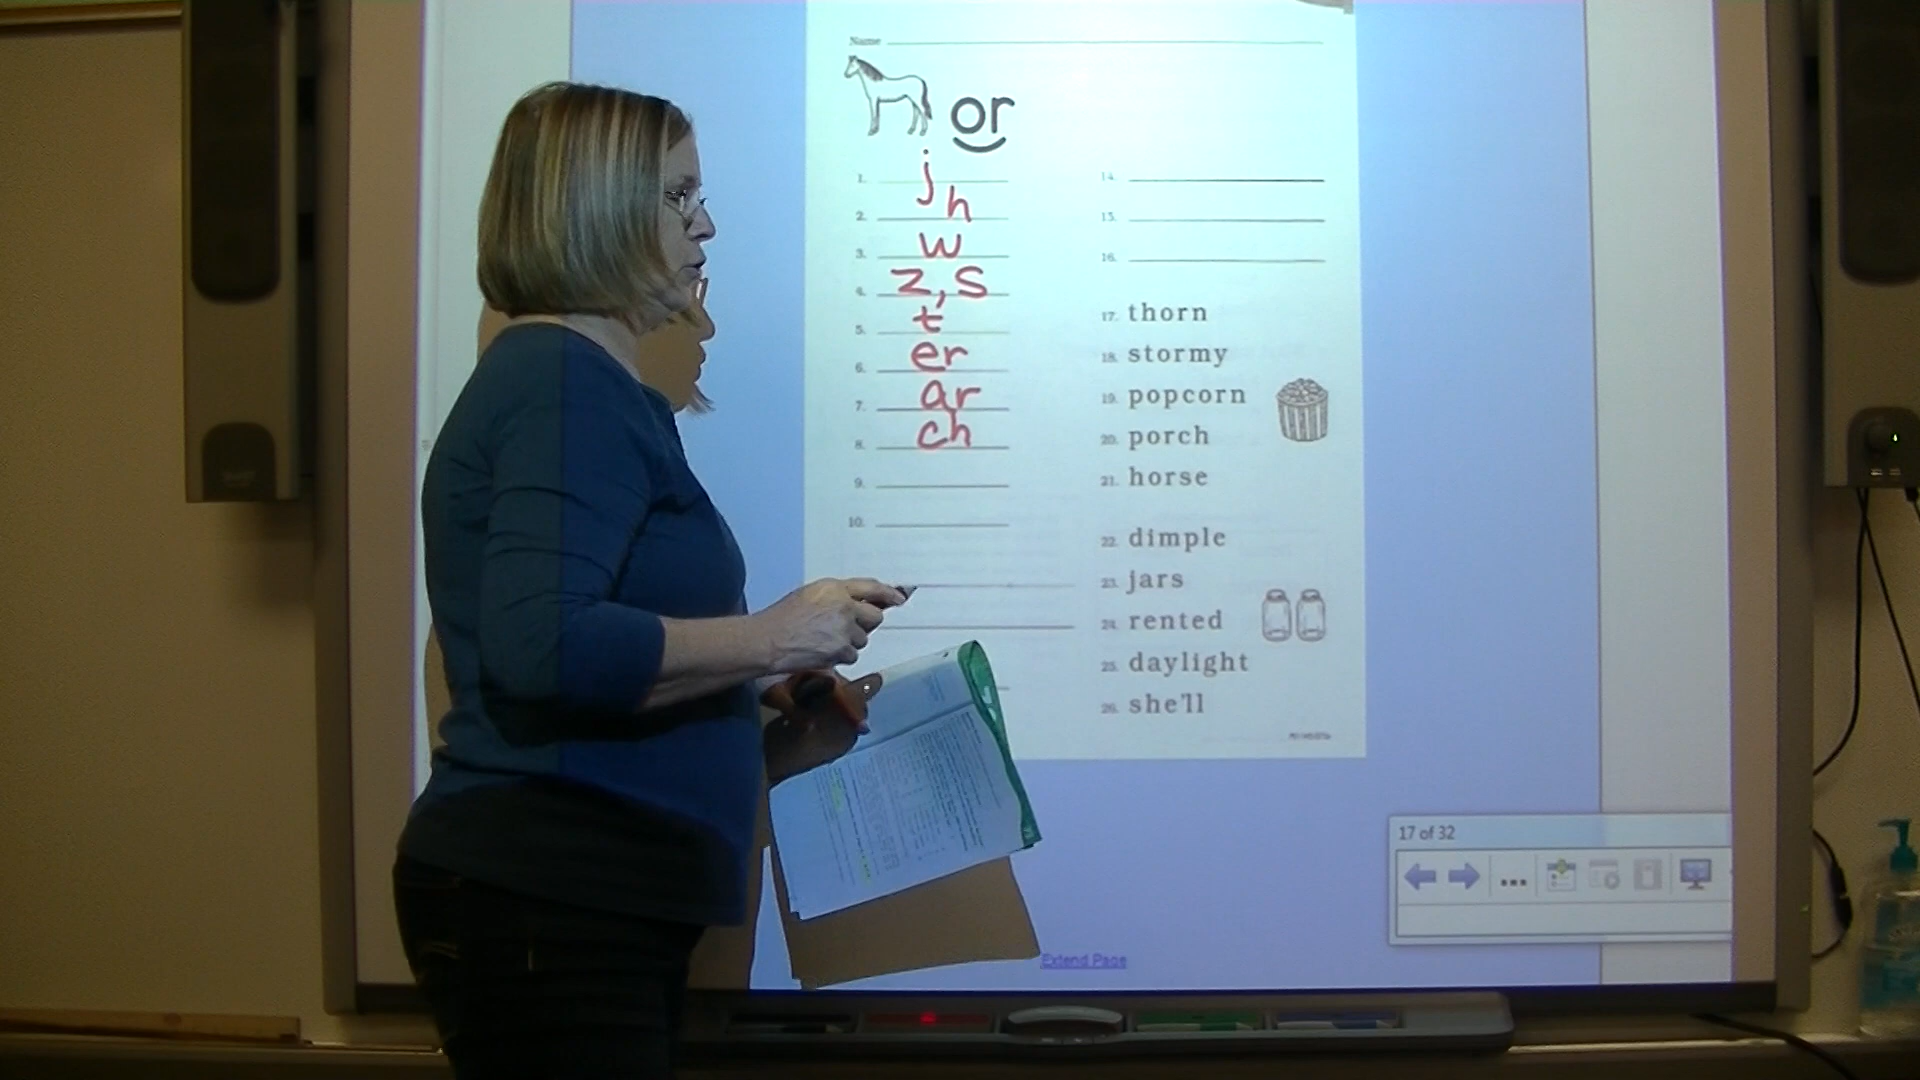 Name
or
1. j
2. h
3. w
4. z, s
5. t
6. er
7. ar
8. ch
9.
10.
14.
15.
16.
17. thorn
18. stormy
19. popcorn
20. porch
21. horse
22. dimple
23. jars
24. rented
25. daylight
26. she'll
17 of 32
...
Extend Page